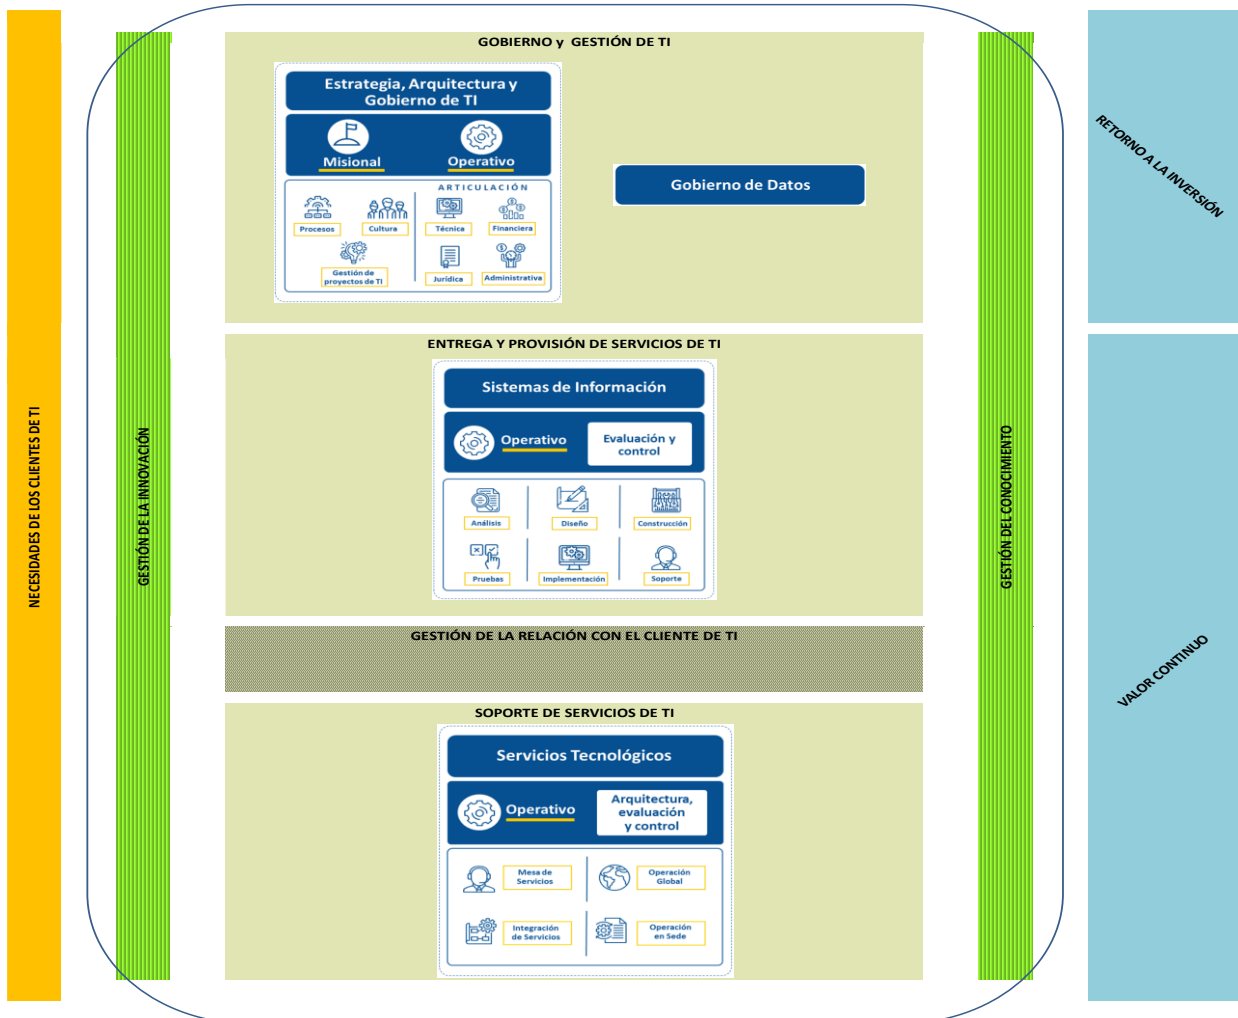 NECESIDADES DE LOS CLIENTES DE TI
GESTIÓN DE LA INNOVACIÓN
GOBIERNO y GESTIÓN DE TI
Estrategia, Arquitectura y
Gobierno de TI
Misional
Operativo
ARTICULACIÓN
Procesos
Cultura
Técnica
Financiera
Gestión de
proyectos de TI
Jurídica
Administrativa
Gobierno de Datos
ENTREGA Y PROVISIÓN DE SERVICIOS DE TI
Sistemas de Información
Operativo
Evaluación y
control
Análisis
Diseño
Construcción
Pruebas
Implementación
Soporte
GESTIÓN DE LA RELACIÓN CON EL CLIENTE DE TI
SOPORTE DE SERVICIOS DE TI
Servicios Tecnológicos
Operativo
Arquitectura,
evaluación
y control
Mesa de
Servicios
Operación
Global
Integración
de Servicios
Operación
en Sede
GESTIÓN DEL CONOCIMIENTO
RETORNO A LA INVERSIÓN
VALOR CONTINUO